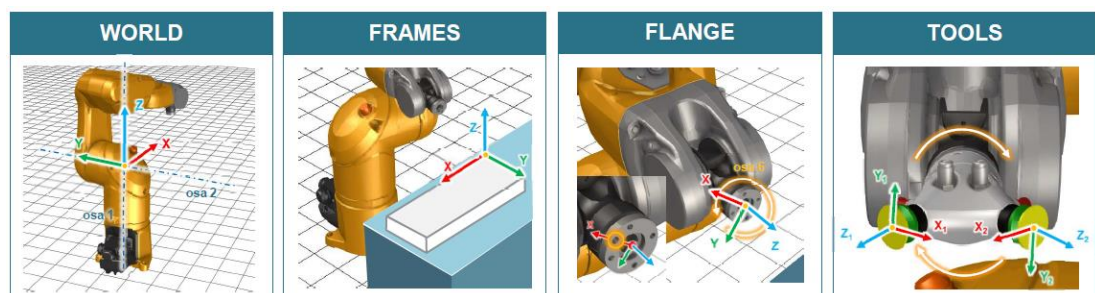 WORLD
Z
X
Y
osa 2
osa 1
FRAMES
Z
X
Y
FLANGE
osa 6
X
Y
Z
X
TOOLS
Y₁
Z₁
X₁
X₂
Z₂
Y₂